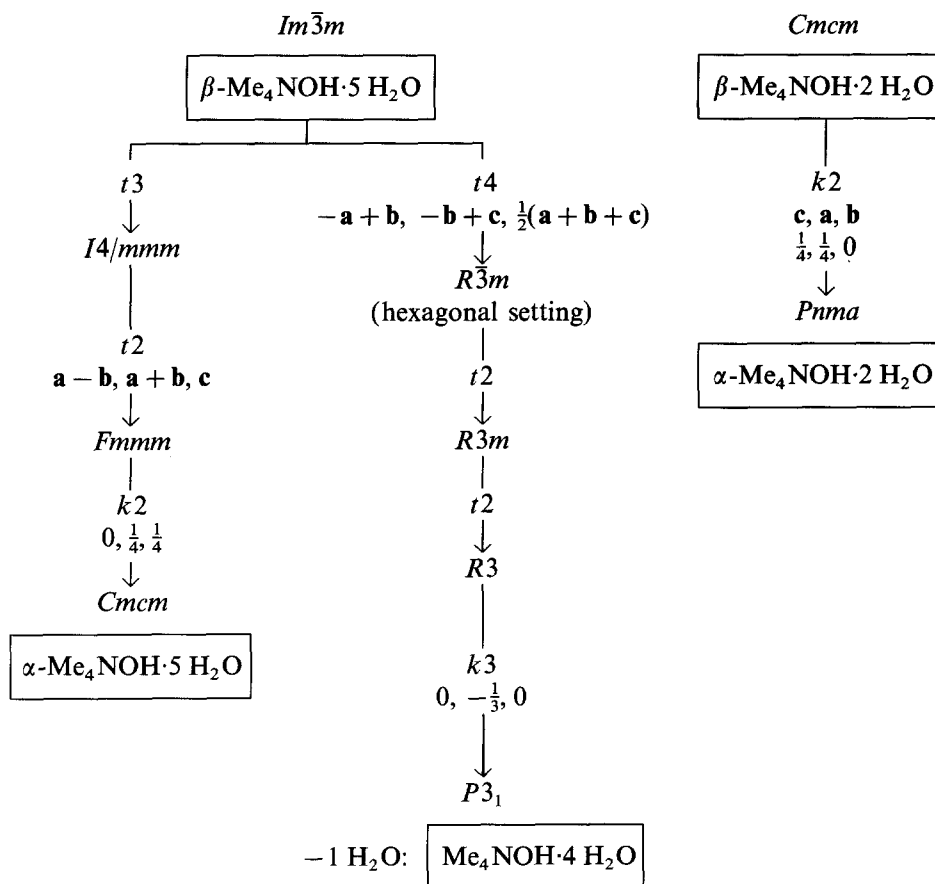 Im3̄m
β-Me₄NOH·5 H₂O
t3
I4/mmm
t2
a − b, a + b, c
Fmmm
k2
0, ¼, ¼
Cmcm
α-Me₄NOH·5 H₂O
t4
−a + b, −b + c, ½(a + b + c)
R3̄m
(hexagonal setting)
t2
R3m
t2
R3
k3
0, −⅓, 0
P3₁
−1 H₂O: Me₄NOH·4 H₂O
Cmcm
β-Me₄NOH·2 H₂O
k2
c, a, b
¼, ¼, 0
Pnma
α-Me₄NOH·2 H₂O